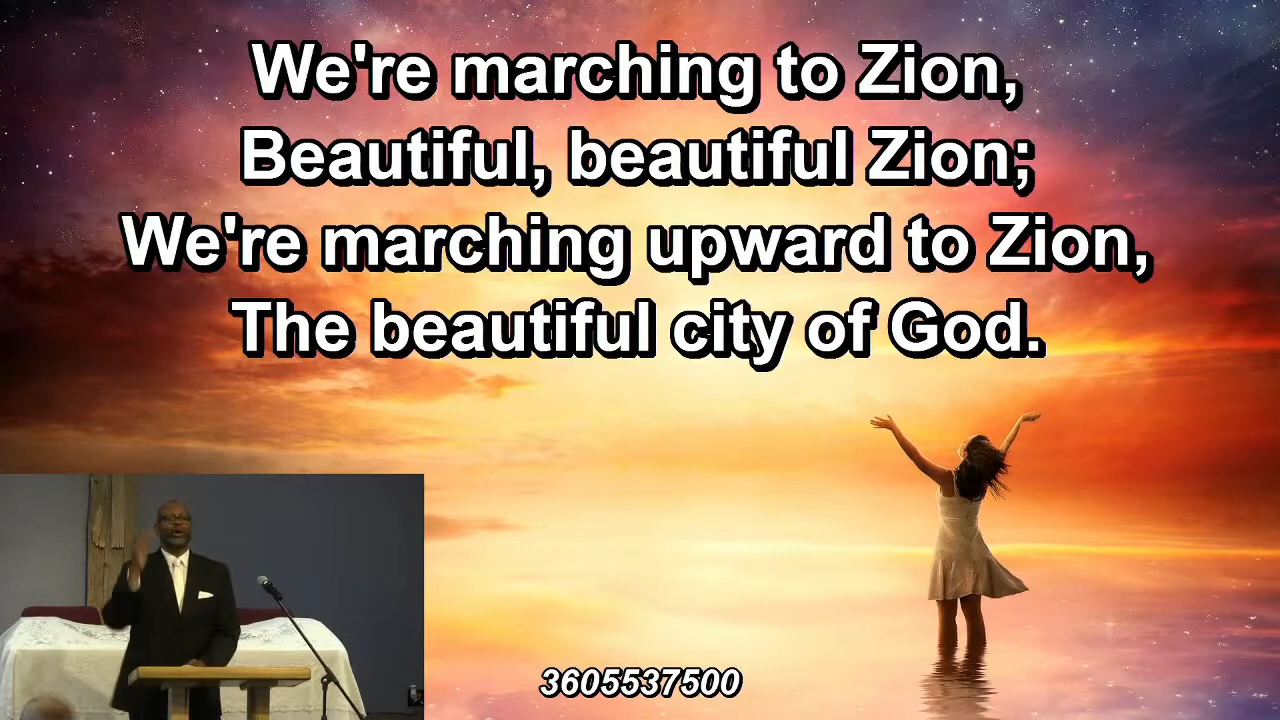 We're marching to Zion,
Beautiful, beautiful Zion;
We're marching upward to Zion,
The beautiful city of God.
3605537500